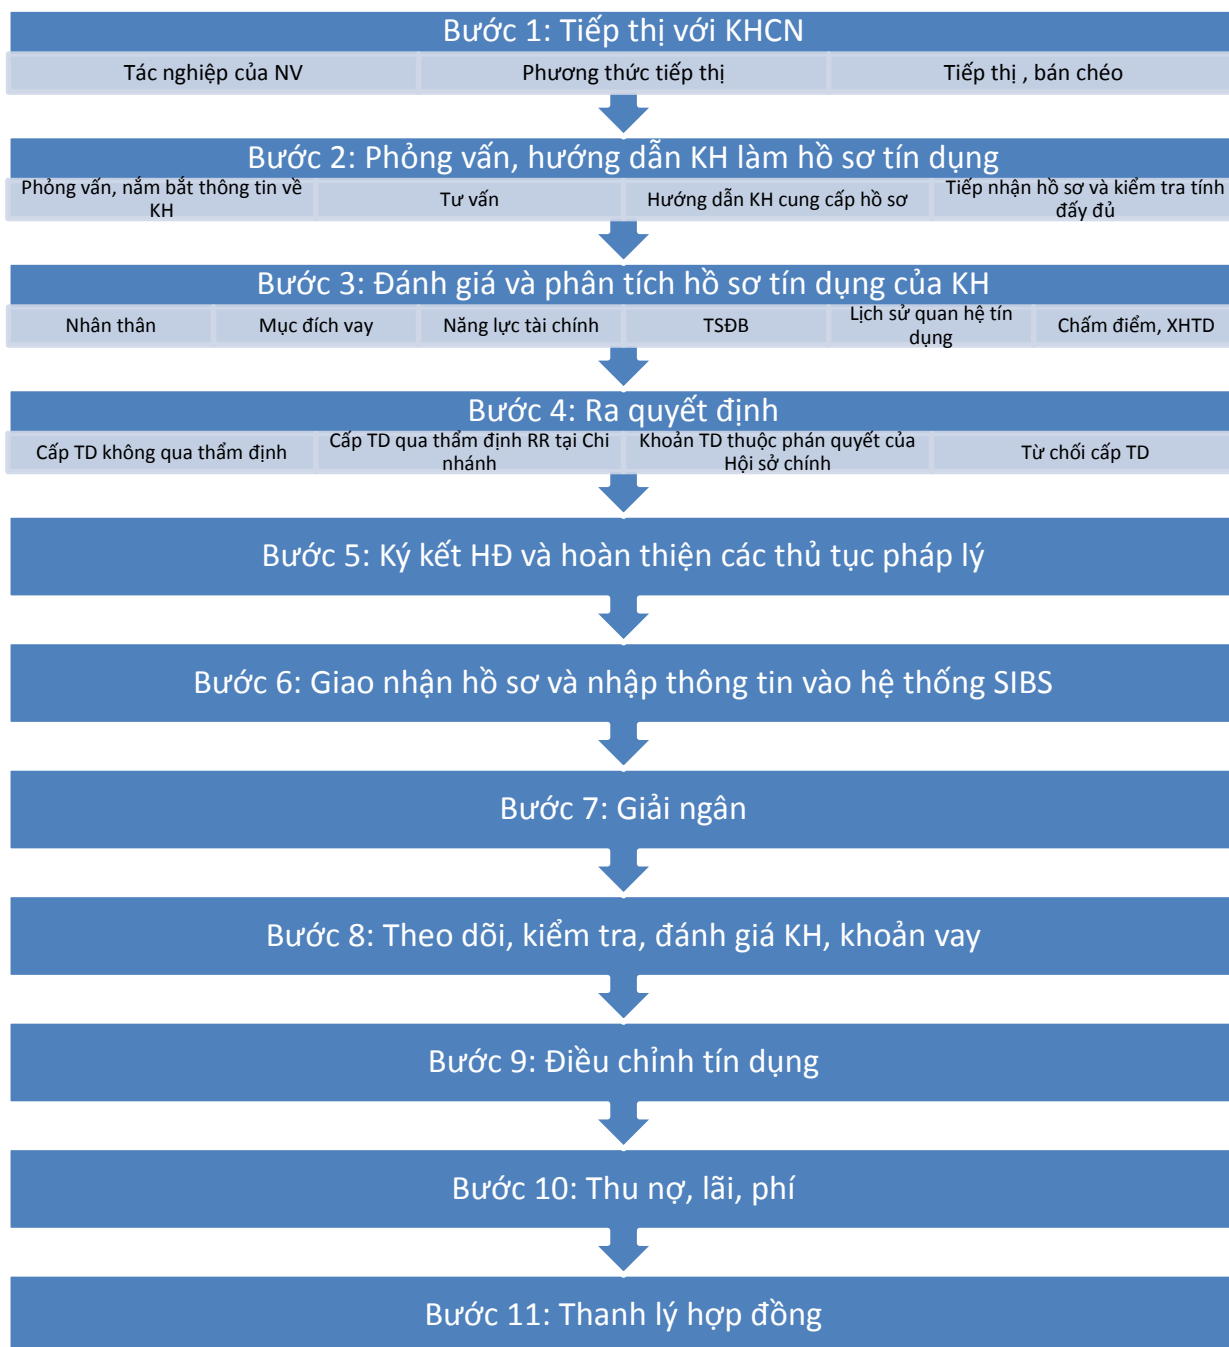 Bước 1: Tiếp thị với KHCN
Tác nghiệp của NV
Phương thức tiếp thị
Tiếp thị , bán chéo
Bước 2: Phỏng vấn, hướng dẫn KH làm hồ sơ tín dụng
Phỏng vấn, nắm bắt thông tin về
KH
Tư vấn
Hướng dẫn KH cung cấp hồ sơ
Tiếp nhận hồ sơ và kiểm tra tính
đấy đủ
Bước 3: Đánh giá và phân tích hồ sơ tín dụng của KH
Nhân thân
Mục đích vay
Năng lực tài chính
TSĐB
Lịch sử quan hệ tín
dụng
Chấm điểm, XHTD
Bước 4: Ra quyết định
Cấp TD không qua thẩm định
Cấp TD qua thẩm định RR tại Chi
nhánh
Khoản TD thuộc phán quyết của
Hội sở chính
Từ chối cấp TD
Bước 5: Ký kết HĐ và hoàn thiện các thủ tục pháp lý
Bước 6: Giao nhận hồ sơ và nhập thông tin vào hệ thống SIBS
Bước 7: Giải ngân
Bước 8: Theo dõi, kiểm tra, đánh giá KH, khoản vay
Bước 9: Điều chỉnh tín dụng
Bước 10: Thu nợ, lãi, phí
Bước 11: Thanh lý hợp đồng